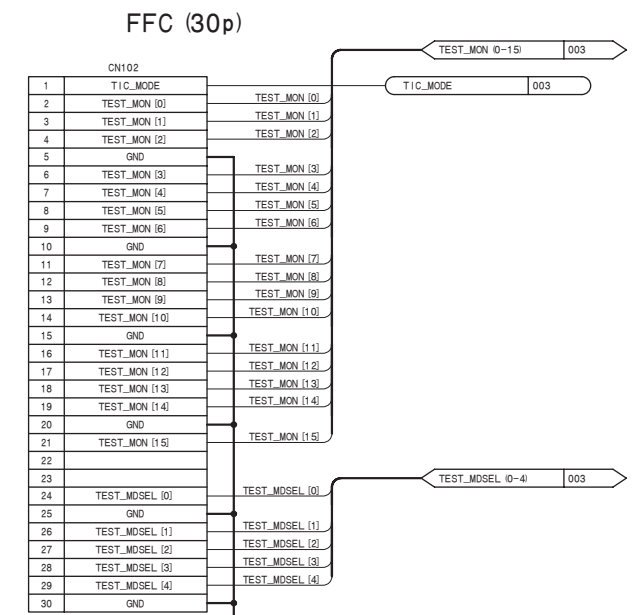 FFC (30p)
TEST_MON (0-15) 003
CN102
1 TIC_MODE TIC_MODE 003
2 TEST_MON [0] TEST_MON [0]
3 TEST_MON [1] TEST_MON [1]
4 TEST_MON [2] TEST_MON [2]
5 GND
6 TEST_MON [3] TEST_MON [3]
7 TEST_MON [4] TEST_MON [4]
8 TEST_MON [5] TEST_MON [5]
9 TEST_MON [6] TEST_MON [6]
10 GND
11 TEST_MON [7] TEST_MON [7]
12 TEST_MON [8] TEST_MON [8]
13 TEST_MON [9] TEST_MON [9]
14 TEST_MON [10] TEST_MON [10]
15 GND
16 TEST_MON [11] TEST_MON [11]
17 TEST_MON [12] TEST_MON [12]
18 TEST_MON [13] TEST_MON [13]
19 TEST_MON [14] TEST_MON [14]
20 GND
21 TEST_MON [15] TEST_MON [15]
22
23
TEST_MDSEL (0-4) 003
24 TEST_MDSEL [0] TEST_MDSEL [0]
25 GND
26 TEST_MDSEL [1] TEST_MDSEL [1]
27 TEST_MDSEL [2] TEST_MDSEL [2]
28 TEST_MDSEL [3] TEST_MDSEL [3]
29 TEST_MDSEL [4] TEST_MDSEL [4]
30 GND